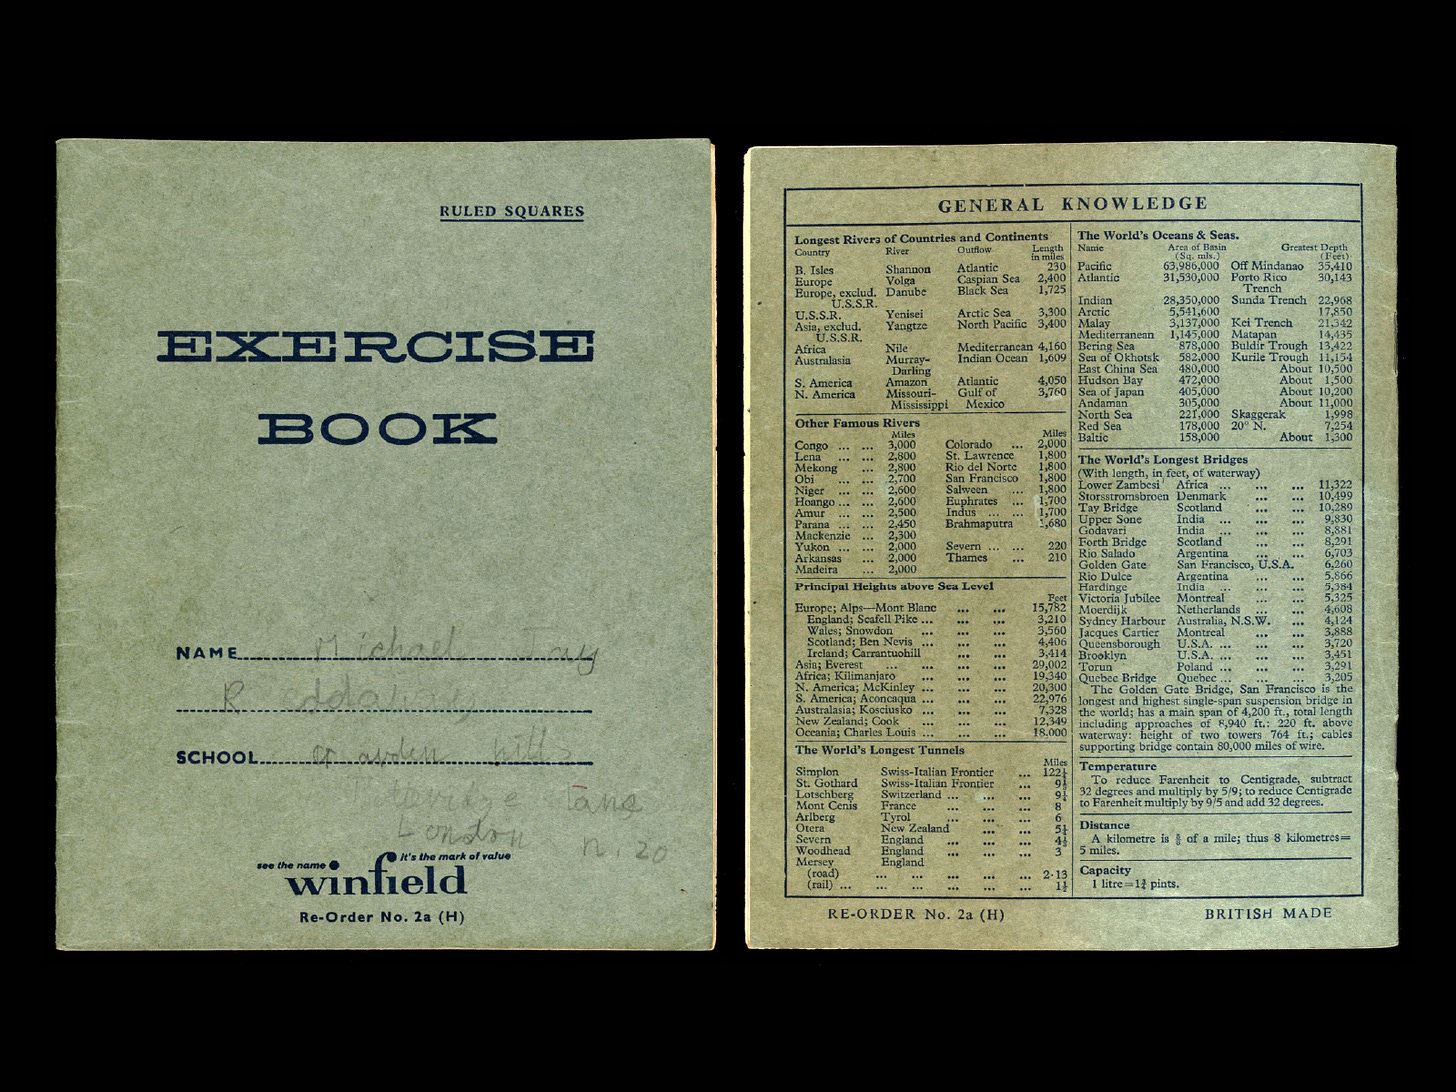 RULED SQUARES
EXERCISE
BOOK
NAME Michael
SCHOOL
Lane
London
n 20
see the name
it's the mark of value
winfield
Re-Order No. 2a (H)
GENERAL KNOWLEDGE
Longest Rivers of Countries and Continents
Country River Outflow Length in miles
B. Isles Shannon Atlantic 230
Europe Volga Caspian Sea 2,400
Europe, exclud. Danube Black Sea 1,725
U.S.S.R.
U.S.S.R. Yenisei Arctic Sea 3,300
Asia, exclud. Yangtze North Pacific 3,400
U.S.S.R.
Africa Nile Mediterranean 4,160
Australasia Murray- Indian Ocean 1,609
Darling
S. America Amazon Atlantic 4,050
N. America Missouri- Gulf of 3,760
Mississippi Mexico
Other Famous Rivers
Miles Miles
Congo ... ... 3,000 Colorado ... 2,000
Lena ... 2,800 St. Lawrence 1,800
Mekong ... 2,800 Rio del Norte 1,800
Obi ... 2,700 San Francisco 1,800
Niger ... ... 2,600 Salween ... 1,800
Hoango ... ... 2,600 Euphrates ... 1,700
Amur ... 2,500 Indus ... ... 1,700
Parana ... ... 2,450 Brahmaputra 1,680
Mackenzie ... 2,300
Yukon ... ... 2,000 Severn ... ... 220
Arkansas ... 2,000 Thames ... 210
Madeira ... 2,000
Principal Heights above Sea Level
Feet
Europe; Alps—Mont Blanc ... ... 15,782
England; Scafell Pike ... ... ... 3,210
Wales; Snowdon ... ... 3,560
Scotland; Ben Nevis ... ... ... 4,406
Ireland; Carrantuohill ... ... 3,414
Asia; Everest ... ... ... 29,002
Africa; Kilimanjaro ... ... ... 19,340
N. America; McKinley ... ... ... 20,300
S. America; Aconcaqua ... ... ... 22,976
Australasia; Kosciusko ... ... ... 7,328
New Zealand; Cook ... ... ... 12,349
Oceania; Charles Louis ... ... ... 18,000
The World's Longest Tunnels
Miles
Simplon Swiss-Italian Frontier ... 12¼
St. Gothard Swiss-Italian Frontier ... 9¼
Lotschberg Switzerland ... ... ... 9¼
Mont Cenis France ... ... ... 8
Arlberg Tyrol ... ... ... 6
Otera New Zealand ... ... 5¼
Severn England ... ... ... 4½
Woodhead England ... ... ... 3
Mersey England
(road) ... ... ... ... ... 2·13
(rail) ... ... ... ... ... ... 1¼
The World's Oceans & Seas.
Name Area of Basin (Sq. mls.) Greatest Depth (Feet)
Pacific 63,986,000 Off Mindanao 35,410
Atlantic 31,530,000 Porto Rico 30,143
Trench
Indian 28,350,000 Sunda Trench 22,968
Arctic 5,541,600 17,850
Malay 3,137,000 Kei Trench 21,342
Mediterranean 1,145,000 Matapan 14,435
Bering Sea 878,000 Buldir Trough 13,422
Sea of Okhotsk 582,000 Kurile Trough 11,154
East China Sea 480,000 About 10,500
Hudson Bay 472,000 About 1,500
Sea of Japan 405,000 About 10,200
Andaman 305,000 About 11,000
North Sea 221,000 Skaggerak 1,998
Red Sea 178,000 20° N. 7,254
Baltic 158,000 About 1,300
The World's Longest Bridges
(With length, in feet, of waterway)
Lower Zambesi Africa ... ... ... 11,322
Storsstromsbroen Denmark ... ... 10,499
Tay Bridge Scotland ... ... 10,289
Upper Sone India ... ... ... 9,830
Godavari India ... ... ... 8,881
Forth Bridge Scotland ... ... 8,291
Rio Salado Argentina ... ... 6,703
Golden Gate San Francisco, U.S.A. 6,260
Rio Dulce Argentina ... ... 5,866
Hardinge India ... ... ... 5,384
Victoria Jubilee Montreal ... ... 5,325
Moerdijk Netherlands ... ... 4,608
Sydney Harbour Australia, N.S.W. ... 4,124
Jacques Cartier Montreal ... ... 3,888
Queensborough U.S.A. ... ... ... 3,720
Brooklyn U.S.A. ... ... ... 3,451
Torun Poland ... ... ... 3,291
Quebec Bridge Quebec ... ... ... 3,205
The Golden Gate Bridge, San Francisco is the
longest and highest single-span suspension bridge in
the world; has a main span of 4,200 ft., total length
including approaches of 8,940 ft.: 220 ft. above
waterway: height of two towers 764 ft.; cables
supporting bridge contain 80,000 miles of wire.
Temperature
To reduce Farenheit to Centigrade, subtract
32 degrees and multiply by 5/9; to reduce Centigrade
to Farenheit multiply by 9/5 and add 32 degrees.
Distance
A kilometre is ⅝ of a mile; thus 8 kilometres=
5 miles.
Capacity
1 litre=1¾ pints.
RE-ORDER No. 2a (H)
BRITISH MADE